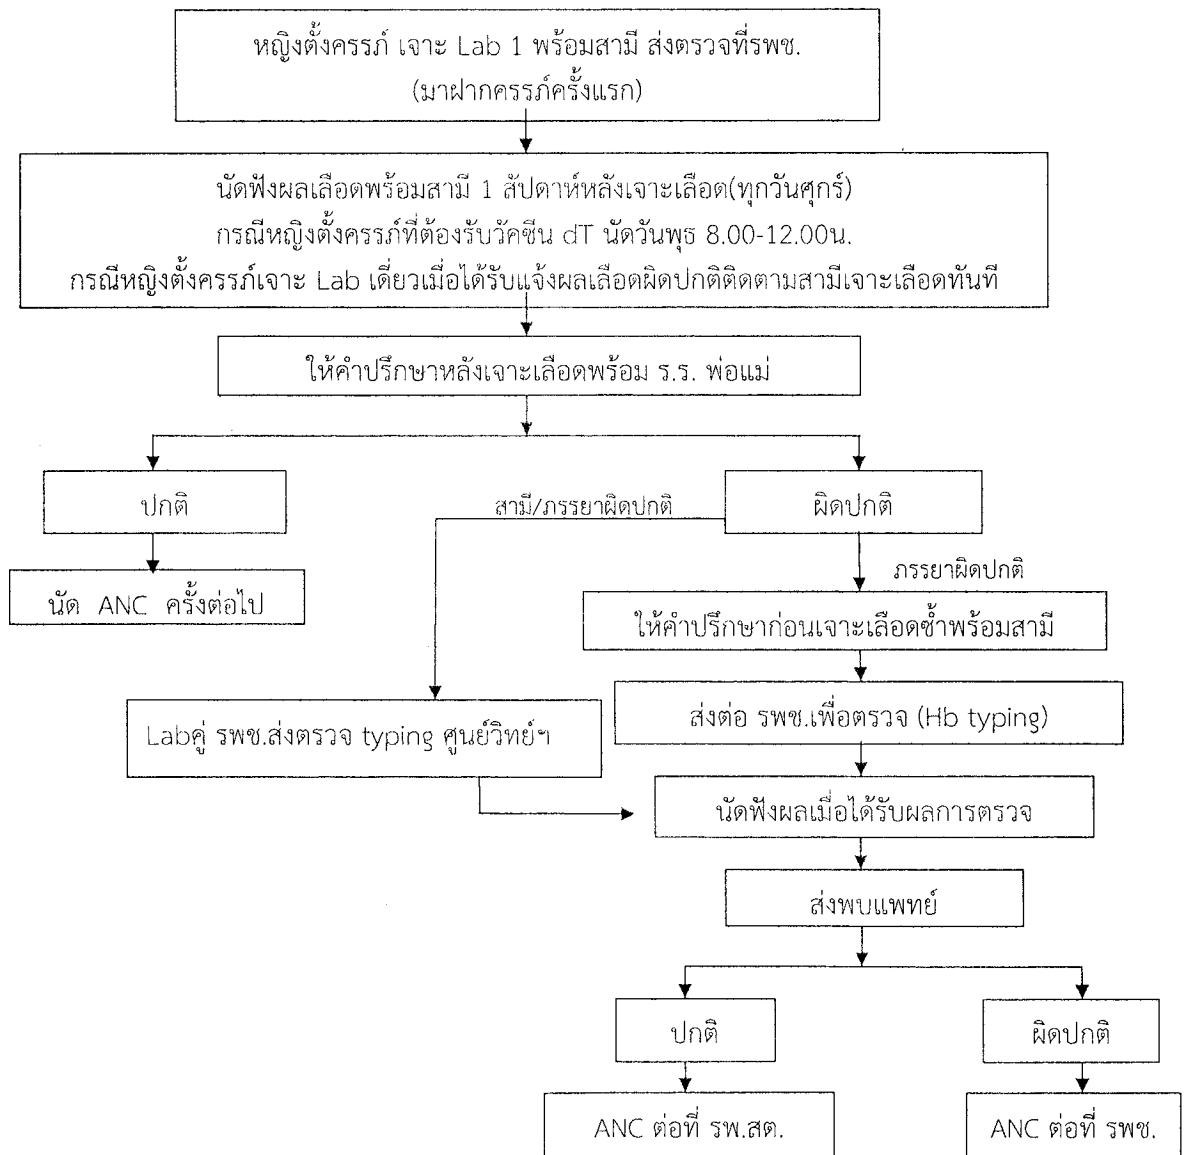 หญิงตั้งครรภ์ เจาะ Lab 1 พร้อมสามี ส่งตรวจที่รพช.
(มาฝากครรภ์ครั้งแรก)
นัดฟังผลเลือดพร้อมสามี 1 สัปดาห์หลังเจาะเลือด(ทุกวันศุกร์)
กรณีหญิงตั้งครรภ์ที่ต้องรับวัคซีน dT นัดวันพุธ 8.00-12.00น.
กรณีหญิงตั้งครรภ์เจาะ Lab เดี่ยวเมื่อได้รับแจ้งผลเลือดผิดปกติติดตามสามีเจาะเลือดทันที
ให้คำปรึกษาหลังเจาะเลือดพร้อม ร.ร. พ่อแม่
ปกติ
สามี/ภรรยาผิดปกติ
ผิดปกติ
ภรรยาผิดปกติ
นัด ANC ครั้งต่อไป
ให้คำปรึกษาก่อนเจาะเลือดซ้ำพร้อมสามี
ส่งต่อ รพช.เพื่อตรวจ (Hb typing)
Labคู่ รพช.ส่งตรวจ typing ศูนย์วิทย์ฯ
นัดฟังผลเมื่อได้รับผลการตรวจ
ส่งพบแพทย์
ปกติ
ผิดปกติ
ANC ต่อที่ รพ.สต.
ANC ต่อที่ รพช.